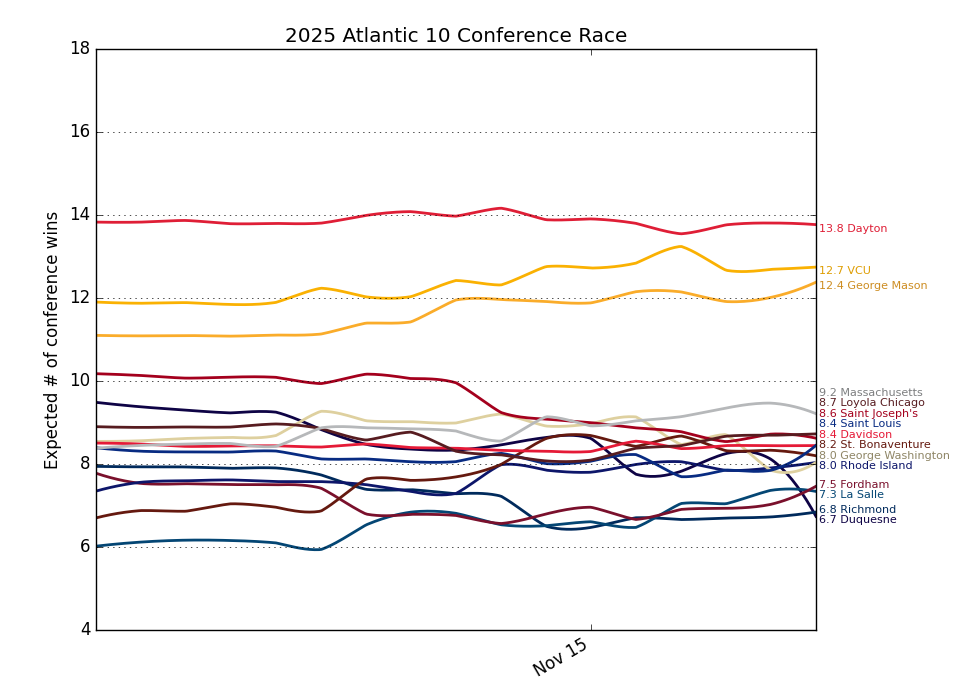 2025 Atlantic 10 Conference Race
Expected # of conference wins
18
16
14
12
10
8
6
4
Nov 15
13.8 Dayton
12.7 VCU
12.4 George Mason
9.2 Massachusetts
8.7 Loyola Chicago
8.6 Saint Joseph's
8.4 Saint Louis
8.4 Davidson
8.2 St. Bonaventure
8.0 George Washington
8.0 Rhode Island
7.5 Fordham
7.3 La Salle
6.8 Richmond
6.7 Duquesne